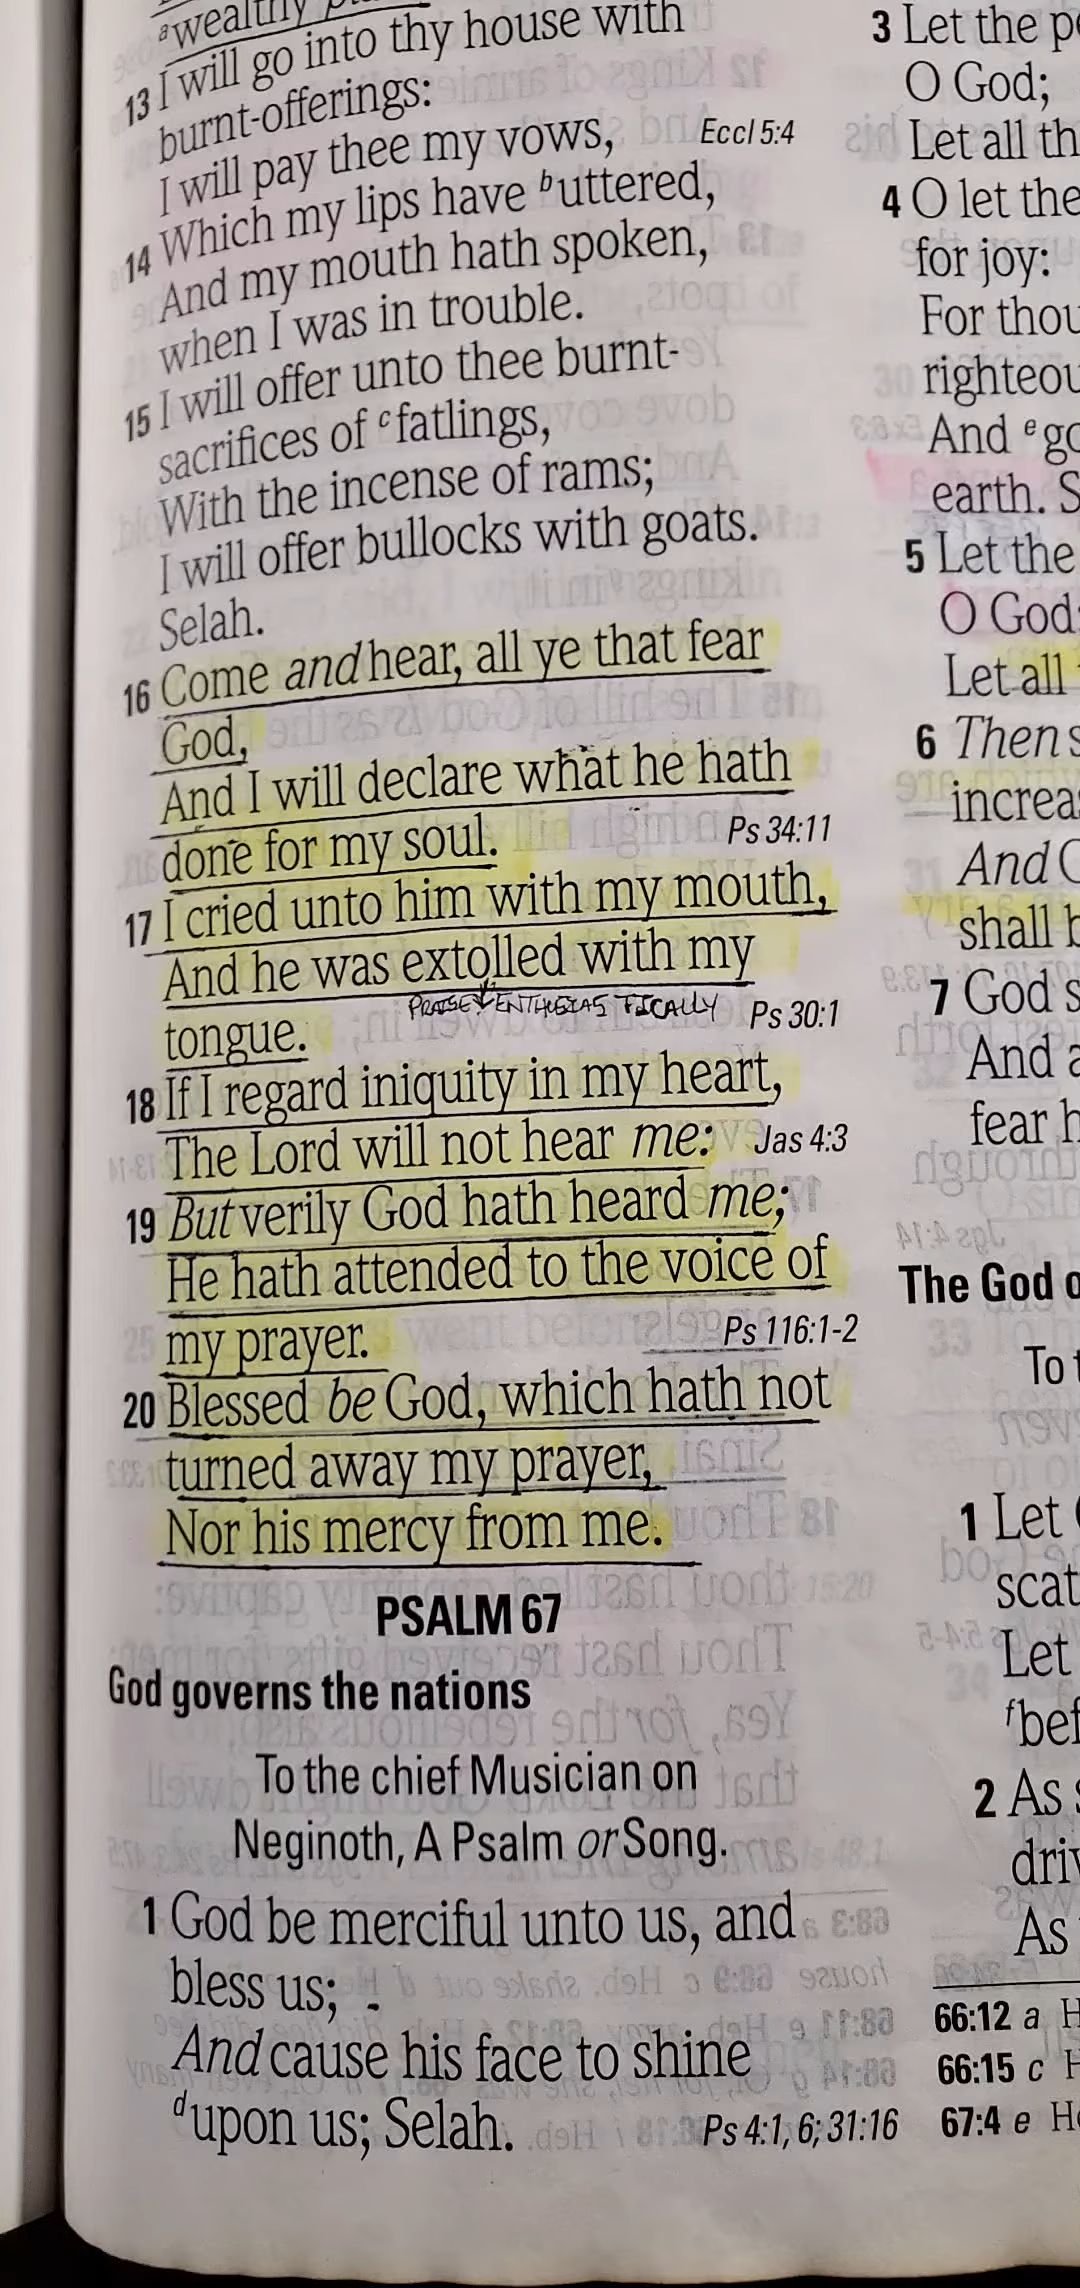 ᵃwealthy
13 I will go into thy house with
burnt-offerings:
I will pay thee my vows, Eccl 5:4
14 Which my lips have ᵇuttered,
And my mouth hath spoken,
when I was in trouble.
15 I will offer unto thee burnt-
sacrifices of ᶜfatlings,
With the incense of rams;
I will offer bullocks with goats.
Selah.
16 Come and hear, all ye that fear
God,
And I will declare what he hath
done for my soul. Ps 34:11
17 I cried unto him with my mouth,
And he was extolled with my
PRAISE ENTHUSIASTICALLY
tongue. Ps 30:1
18 If I regard iniquity in my heart,
The Lord will not hear me: Jas 4:3
19 But verily God hath heard me;
He hath attended to the voice of
my prayer. Ps 116:1-2
20 Blessed be God, which hath not
turned away my prayer,
Nor his mercy from me.
PSALM 67
God governs the nations
To the chief Musician on
Neginoth, A Psalm or Song.
1 God be merciful unto us, and
bless us;
And cause his face to shine
ᵈupon us; Selah. Ps 4:1, 6; 31:16
3 Let the
O God;
Let all
4 O let the
for joy:
For
And ᵉ
earth.
5 Let the
O God;
Let all
6 Then
And
shall
7 God
And
fear
The God
To
1 Let
Let
ᶠ
2 As
As
66:12 a
66:15 c
67:4 e